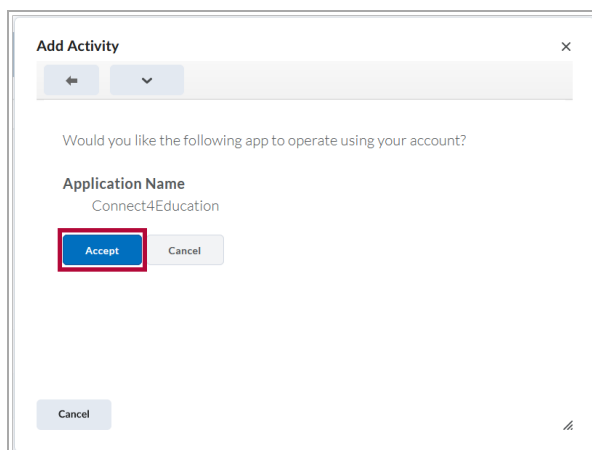 Add Activity
Would you like the following app to operate using your account?
Application Name
Connect4Education
Accept Cancel
Cancel